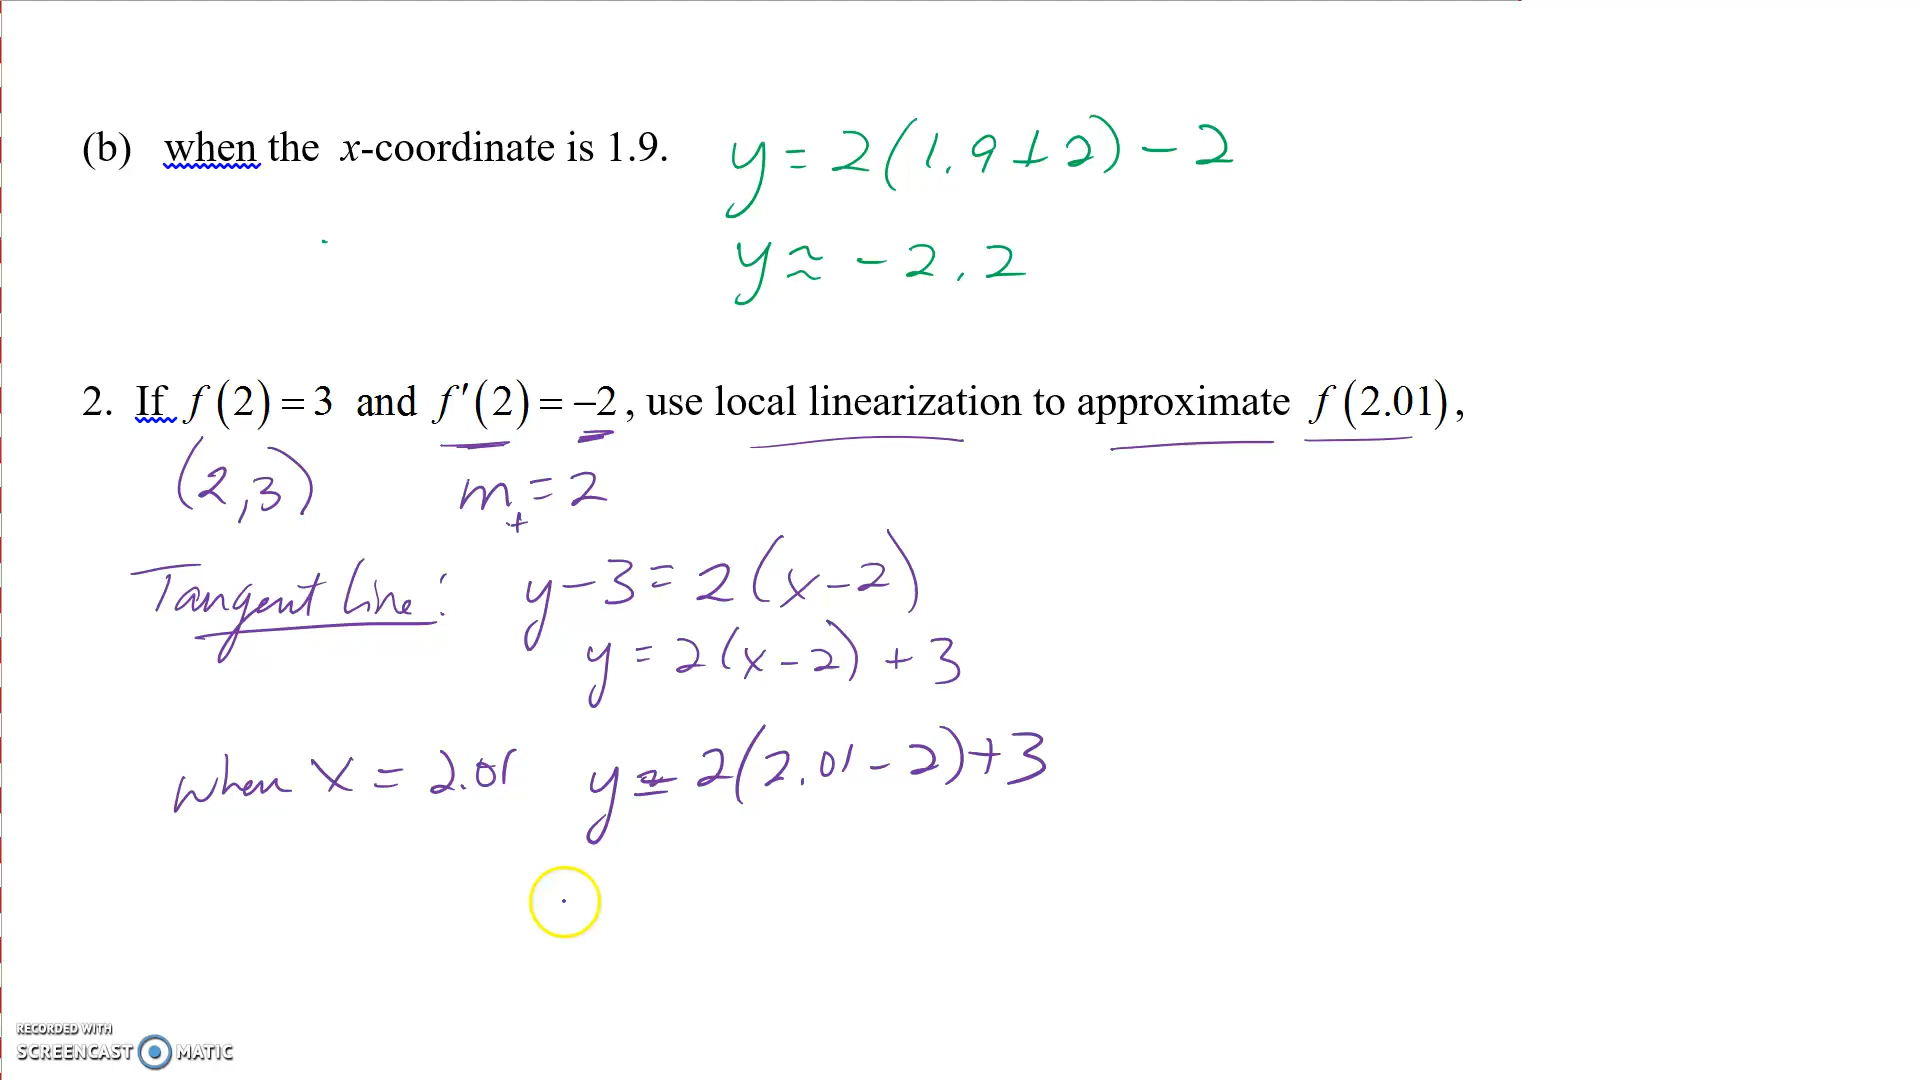 (b) when the x-coordinate is 1.9. y = 2(1.9+2) - 2
y ≈ -2.2
2. If f(2) = 3 and f′(2) = -2, use local linearization to approximate f(2.01),
(2,3) m_t = 2
Tangent Line: y - 3 = 2(x - 2)
y = 2(x - 2) + 3
when x = 2.01 y ≈ 2(2.01 - 2) + 3
RECORDED WITH
SCREENCAST MATIC